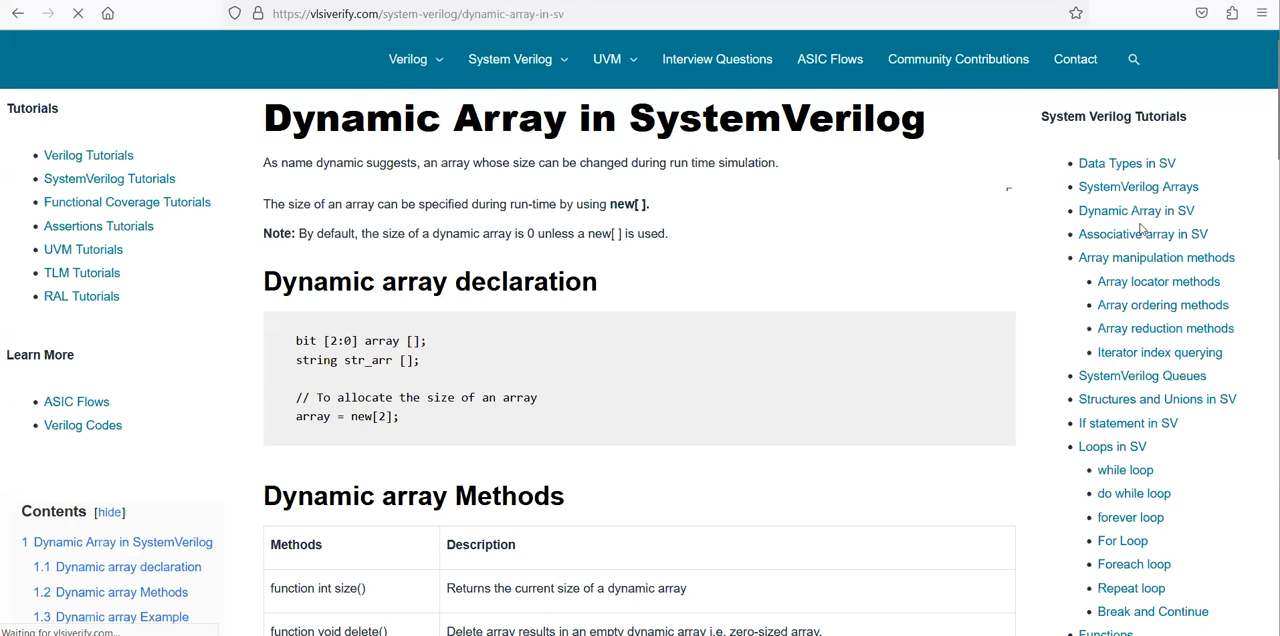 https://vlsiverify.com/system-verilog/dynamic-array-in-sv
Verilog
System Verilog
UVM
Interview Questions
ASIC Flows
Community Contributions
Contact
Tutorials
Verilog Tutorials
SystemVerilog Tutorials
Functional Coverage Tutorials
Assertions Tutorials
UVM Tutorials
TLM Tutorials
RAL Tutorials
Learn More
ASIC Flows
Verilog Codes
Contents [hide]
1 Dynamic Array in SystemVerilog
1.1 Dynamic array declaration
1.2 Dynamic array Methods
1.3 Dynamic array Example
Waiting for vlsiverify.com...
Dynamic Array in SystemVerilog
As name dynamic suggests, an array whose size can be changed during run time simulation.
The size of an array can be specified during run-time by using new[ ].
Note: By default, the size of a dynamic array is 0 unless a new[ ] is used.
Dynamic array declaration
bit [2:0] array [];
string str_arr [];
// To allocate the size of an array
array = new[2];
Dynamic array Methods
Methods Description
function int size() Returns the current size of a dynamic array
function void delete() Delete array results in an empty dynamic array i.e. zero-sized array.
System Verilog Tutorials
Data Types in SV
SystemVerilog Arrays
Dynamic Array in SV
Associative array in SV
Array manipulation methods
Array locator methods
Array ordering methods
Array reduction methods
Iterator index querying
SystemVerilog Queues
Structures and Unions in SV
If statement in SV
Loops in SV
while loop
do while loop
forever loop
For Loop
Foreach loop
Repeat loop
Break and Continue
Functions